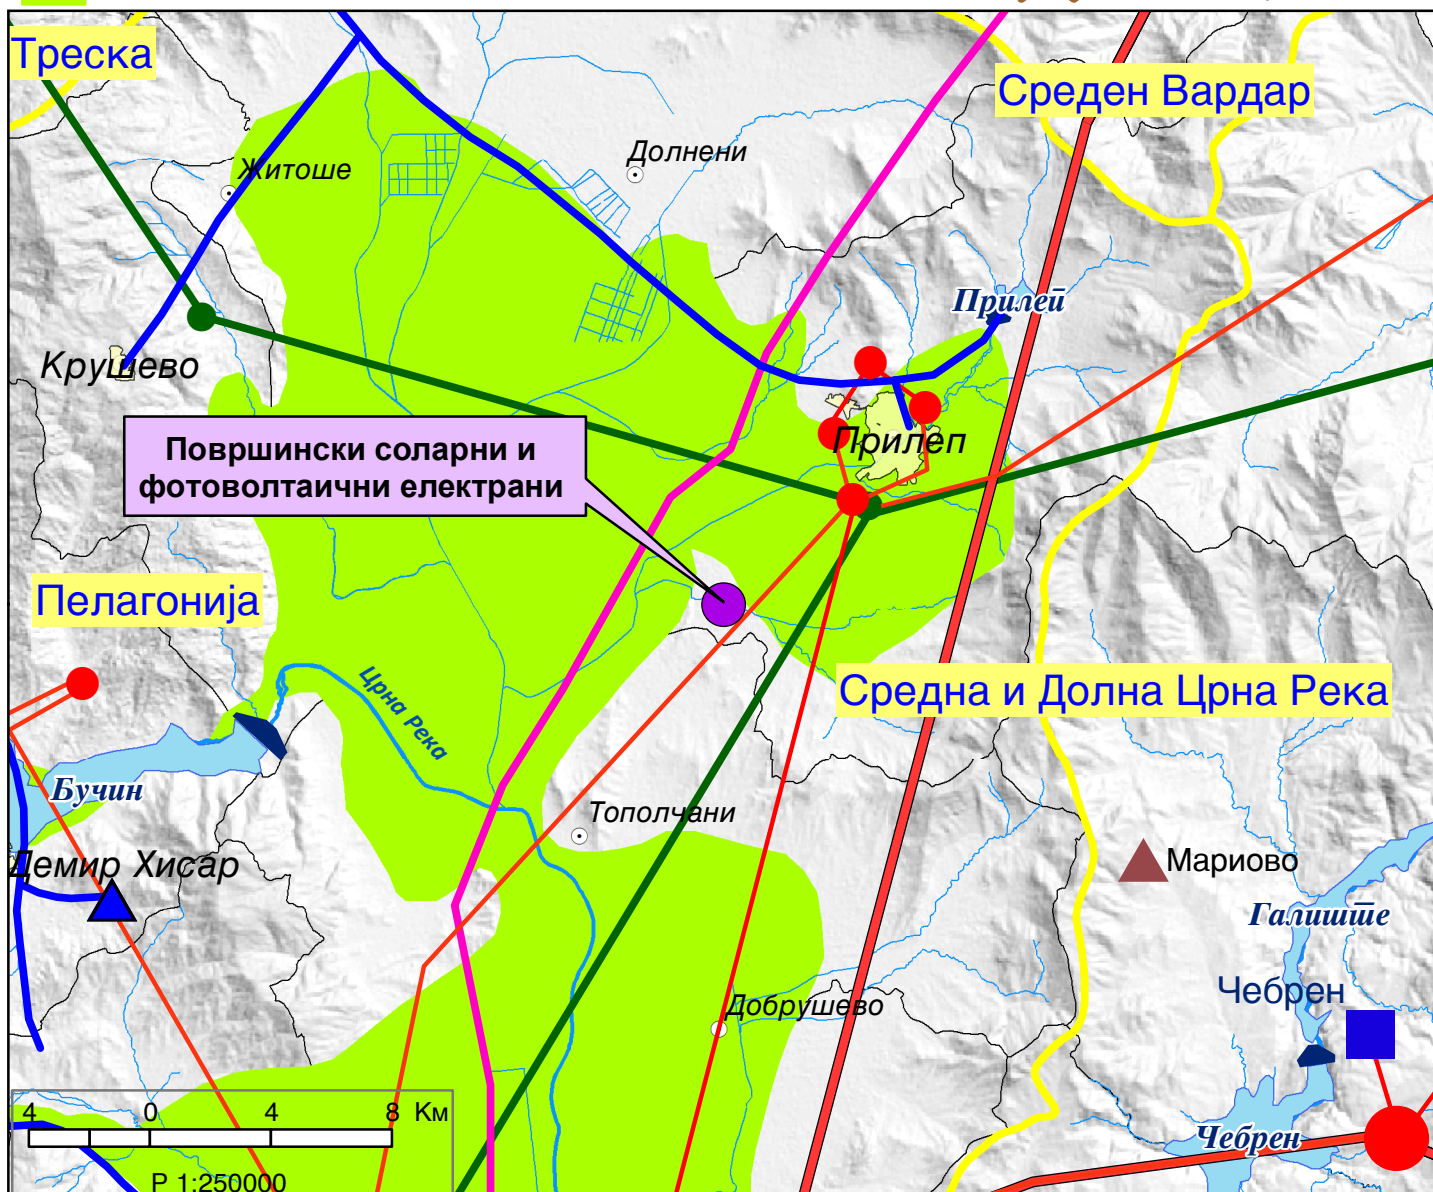 Треска
Среден Вардар
Долнени
Житоше
Прилеп
Крушево
Прилеп
Површински соларни и
фотоволтаични електрани
Пелагонија
Црна Река
Средна и Долна Црна Река
Бучин
Тополчани
Демир Хисар
Мариово
Галиште
Чебрен
Добрушево
4 0 4 8 Км
Чебрен
Р 1:250000